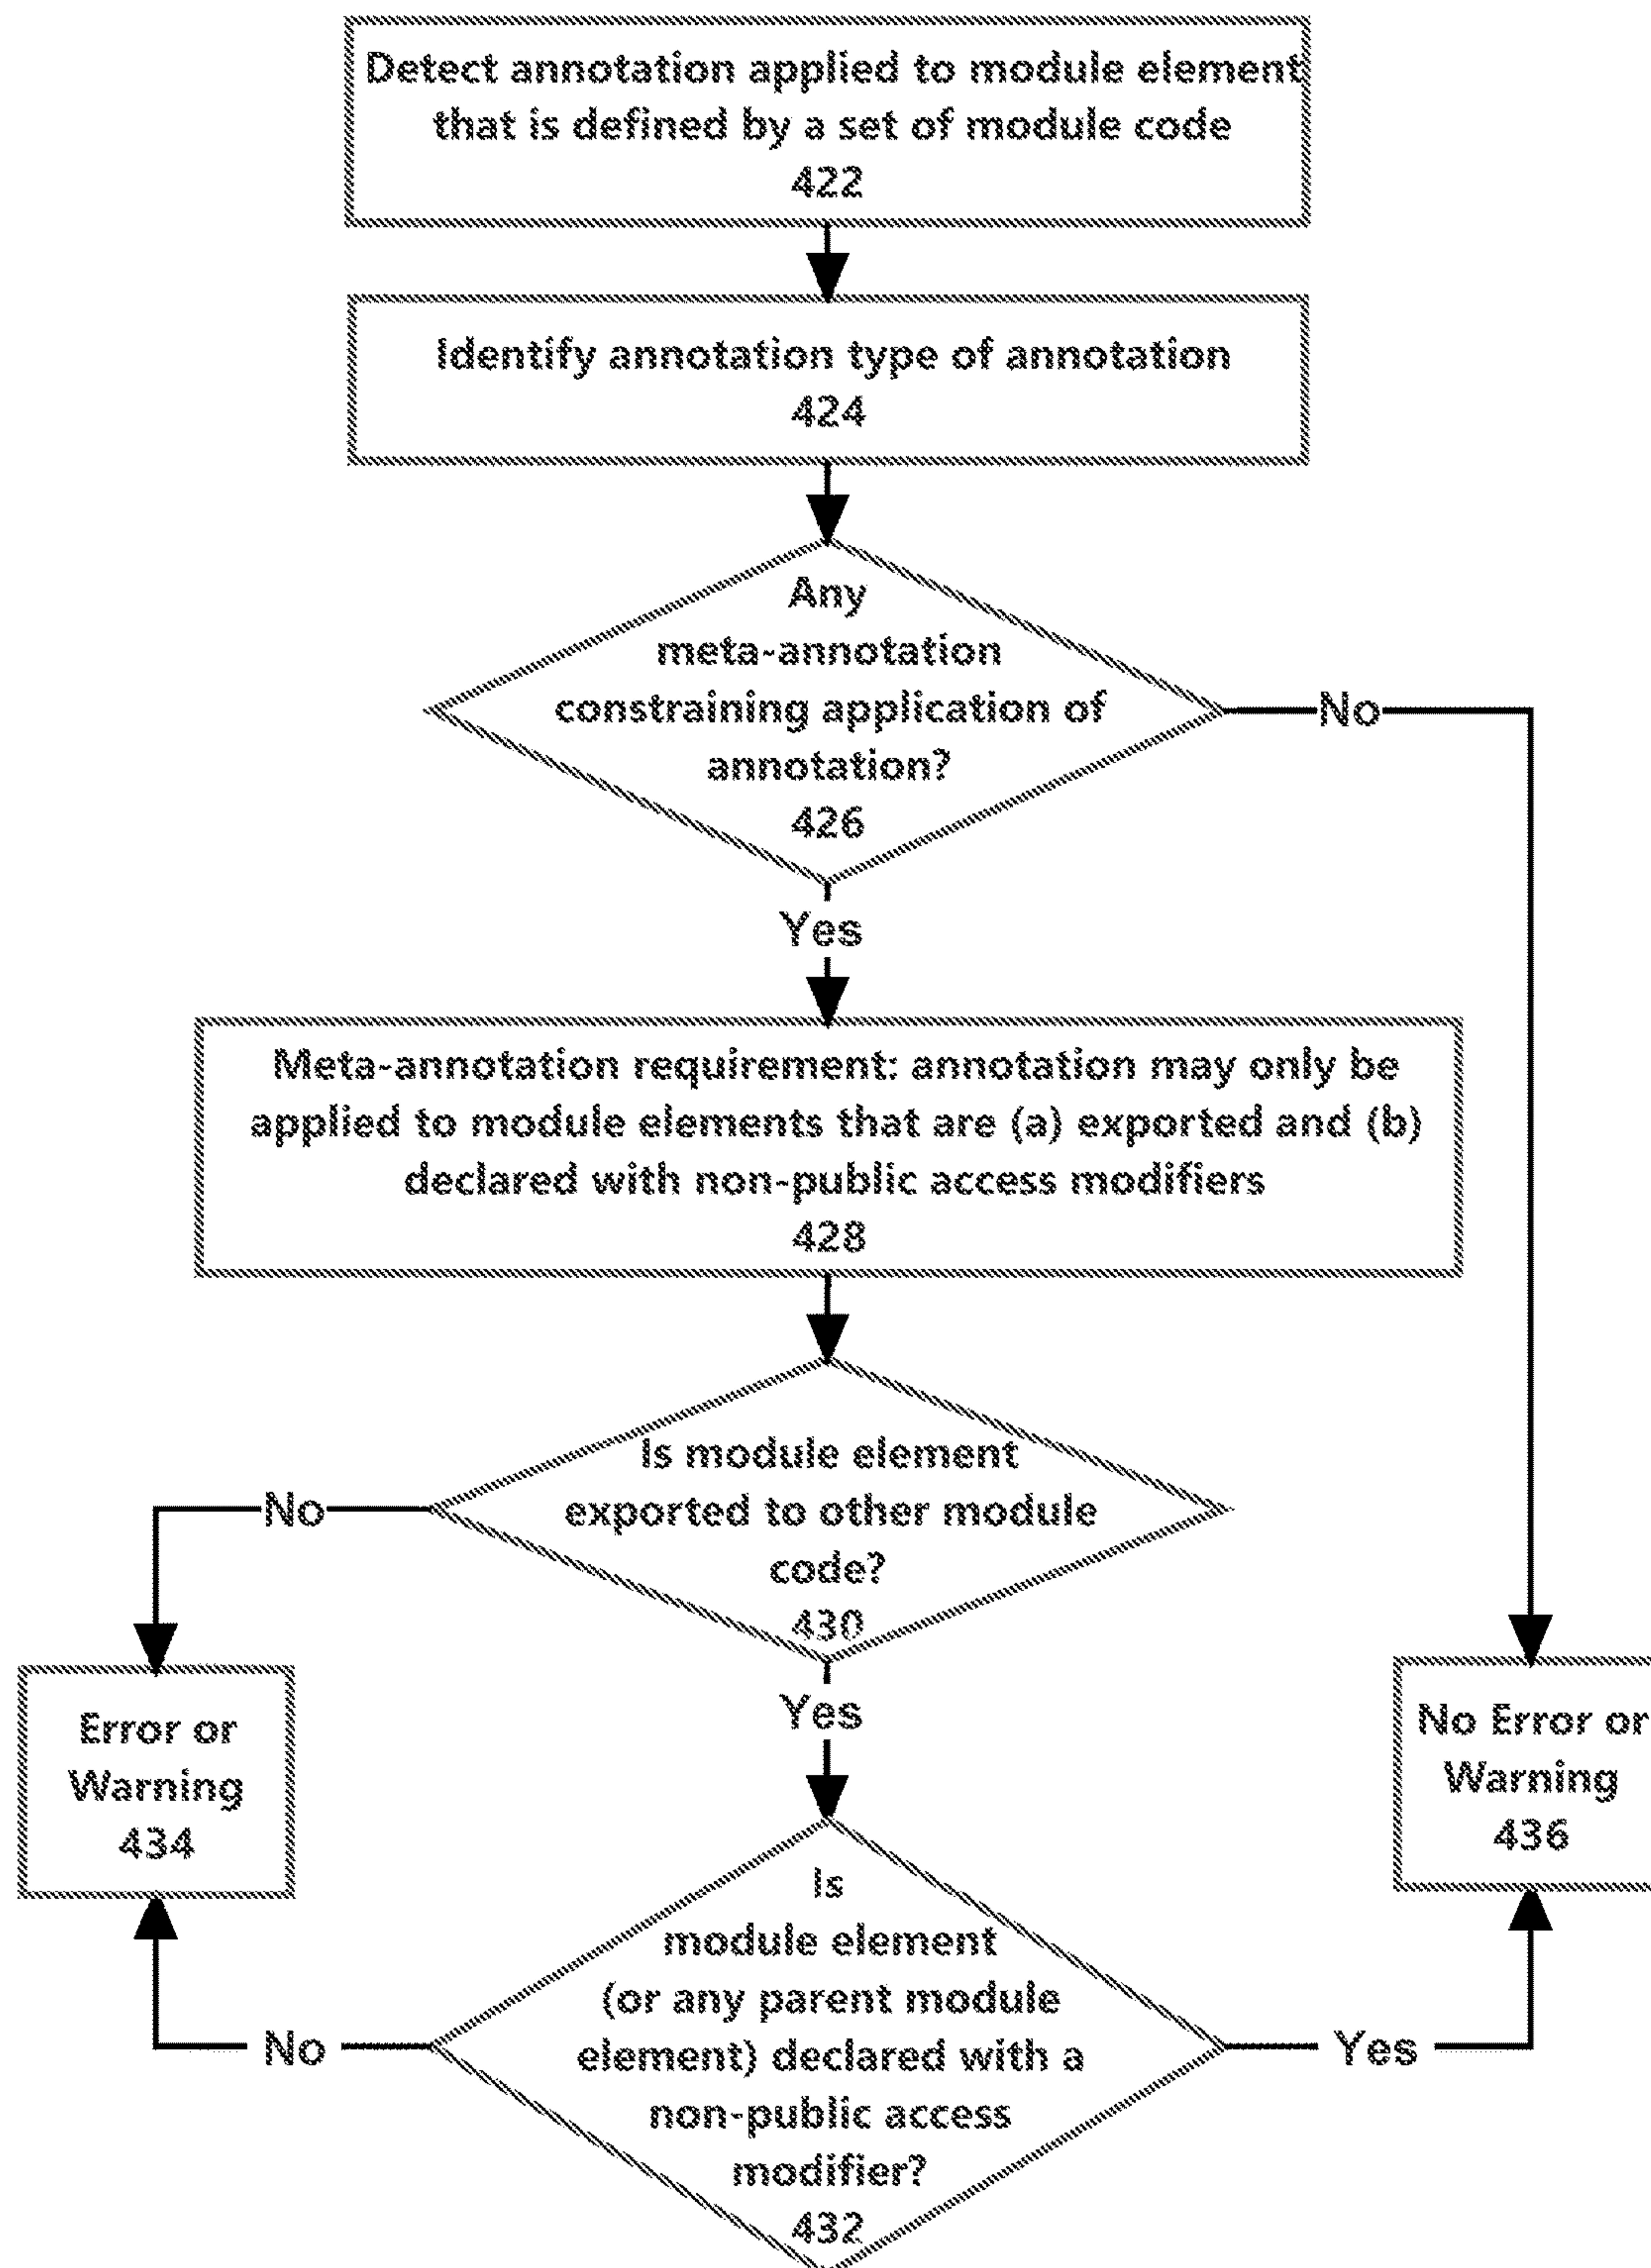 Detect annotation applied to module element
that is defined by a set of module code
422
Identify annotation type of annotation
424
Any
meta-annotation
constraining application of
annotation?
426
No
Yes
Meta-annotation requirement: annotation may only be
applied to module elements that are (a) exported and (b)
declared with non-public access modifiers
428
Is module element
exported to other module
code?
430
No
Yes
Error or
Warning
434
No Error or
Warning
436
Is
module element
(or any parent module
element) declared with a
non-public access
modifier?
432
No
Yes